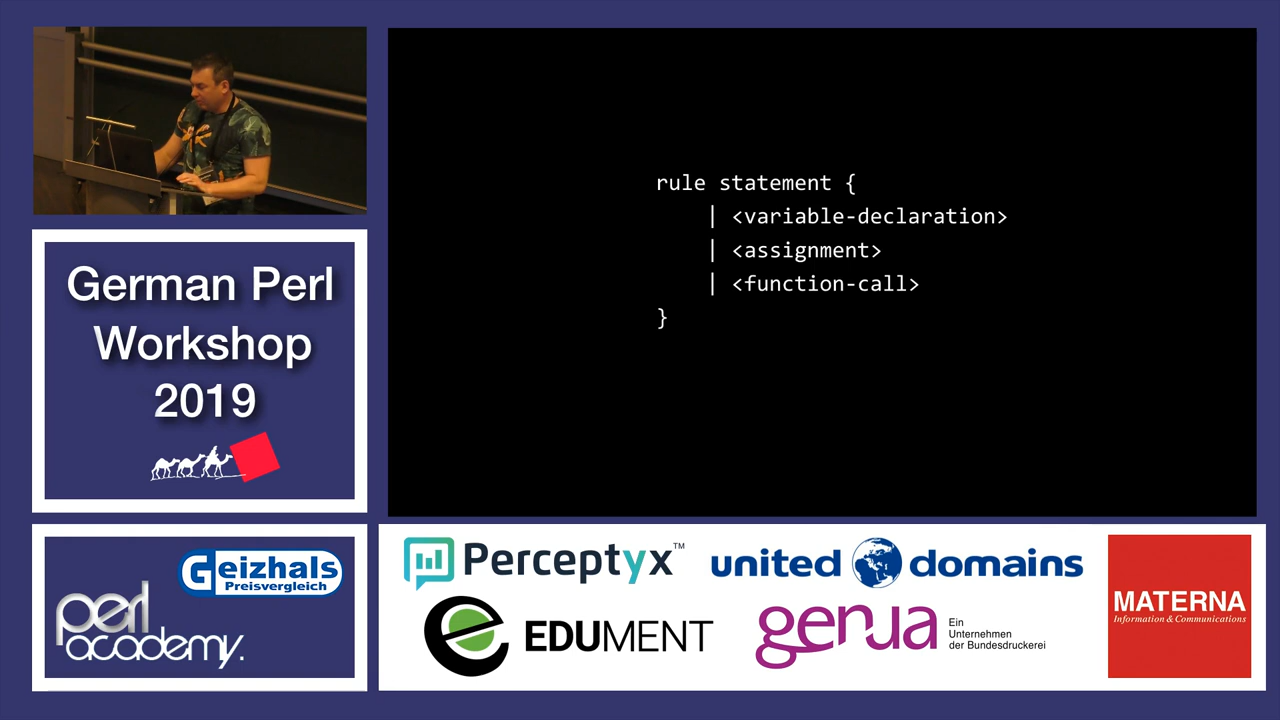 rule statement {
| <variable-declaration>
| <assignment>
| <function-call>
}
German Perl
Workshop
2019
Geizhals
Preisvergleich
perl
academy.
Perceptyx™
united domains
EDUMENT
genua
Ein
Unternehmen
der Bundesdruckerei
MATERNA
Information & Communications